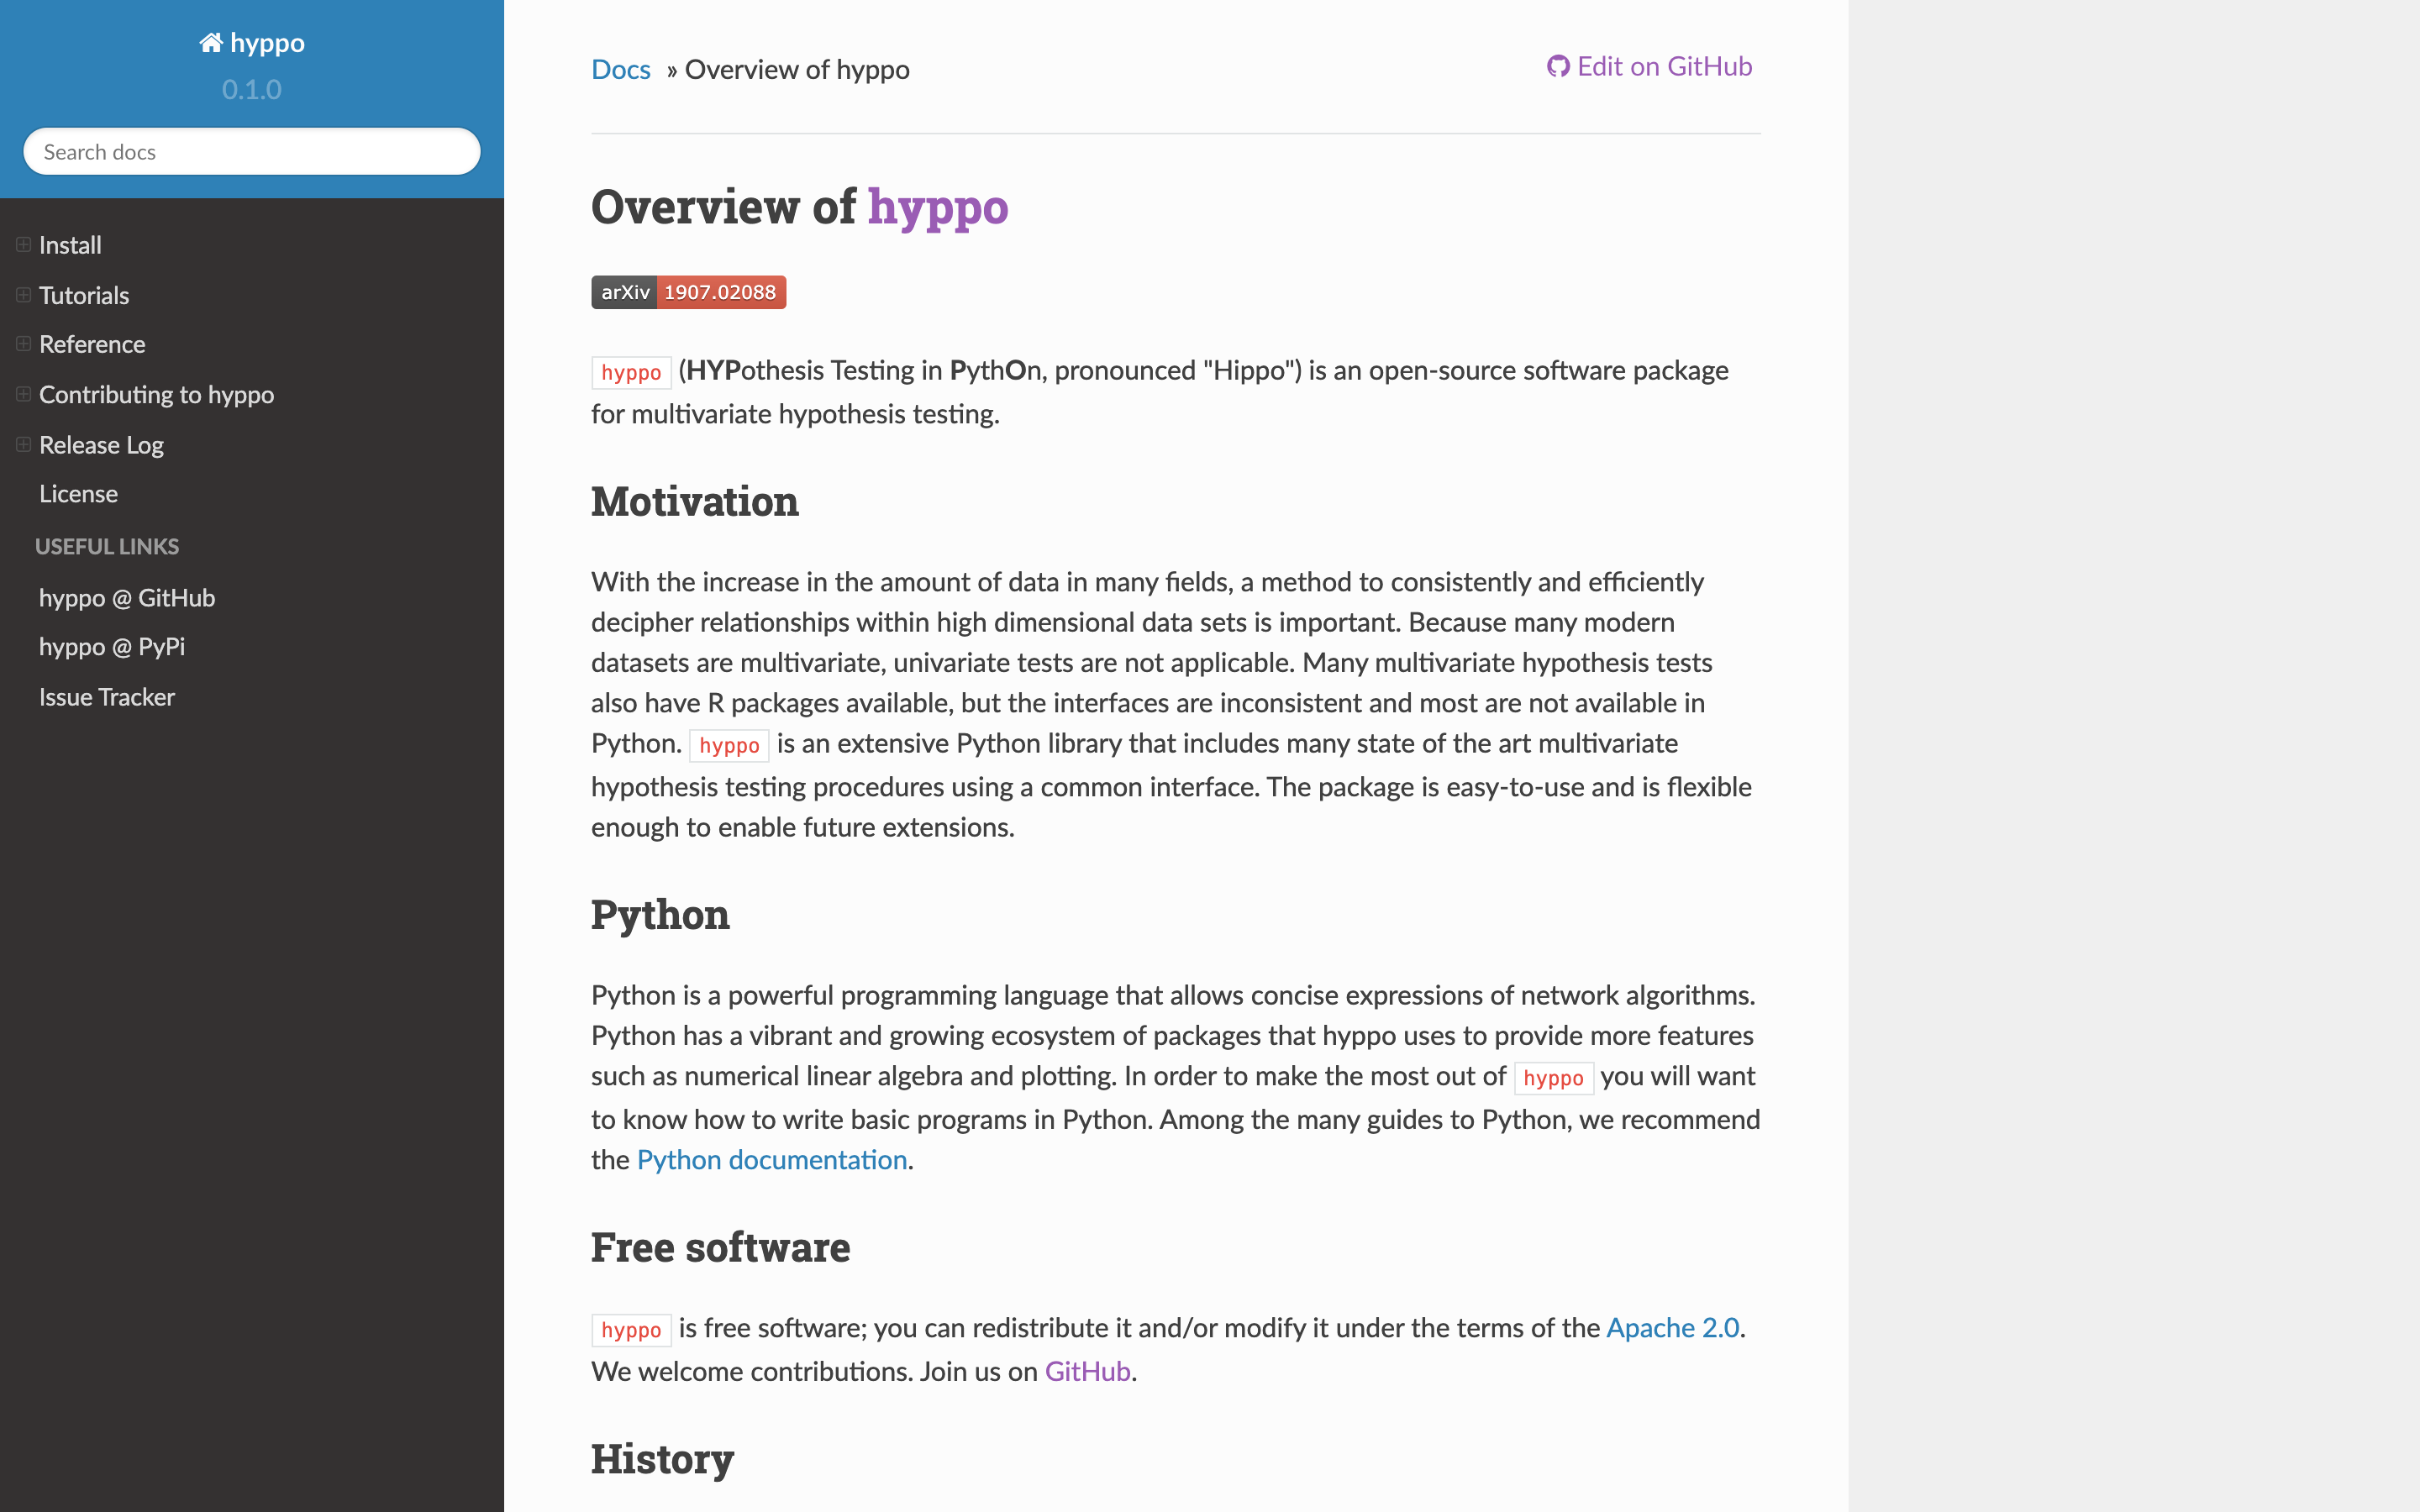 hyppo
0.1.0
Search docs
Install
Tutorials
Reference
Contributing to hyppo
Release Log
License
USEFUL LINKS
hyppo @ GitHub
hyppo @ PyPi
Issue Tracker
Docs » Overview of hyppo
Edit on GitHub
Overview of hyppo
arXiv 1907.02088
hyppo (HYPothesis Testing in PythOn, pronounced "Hippo") is an open-source software package
for multivariate hypothesis testing.
Motivation
With the increase in the amount of data in many fields, a method to consistently and efficiently
decipher relationships within high dimensional data sets is important. Because many modern
datasets are multivariate, univariate tests are not applicable. Many multivariate hypothesis tests
also have R packages available, but the interfaces are inconsistent and most are not available in
Python. hyppo is an extensive Python library that includes many state of the art multivariate
hypothesis testing procedures using a common interface. The package is easy-to-use and is flexible
enough to enable future extensions.
Python
Python is a powerful programming language that allows concise expressions of network algorithms.
Python has a vibrant and growing ecosystem of packages that hyppo uses to provide more features
such as numerical linear algebra and plotting. In order to make the most out of hyppo you will want
to know how to write basic programs in Python. Among the many guides to Python, we recommend
the Python documentation.
Free software
hyppo is free software; you can redistribute it and/or modify it under the terms of the Apache 2.0.
We welcome contributions. Join us on GitHub.
History